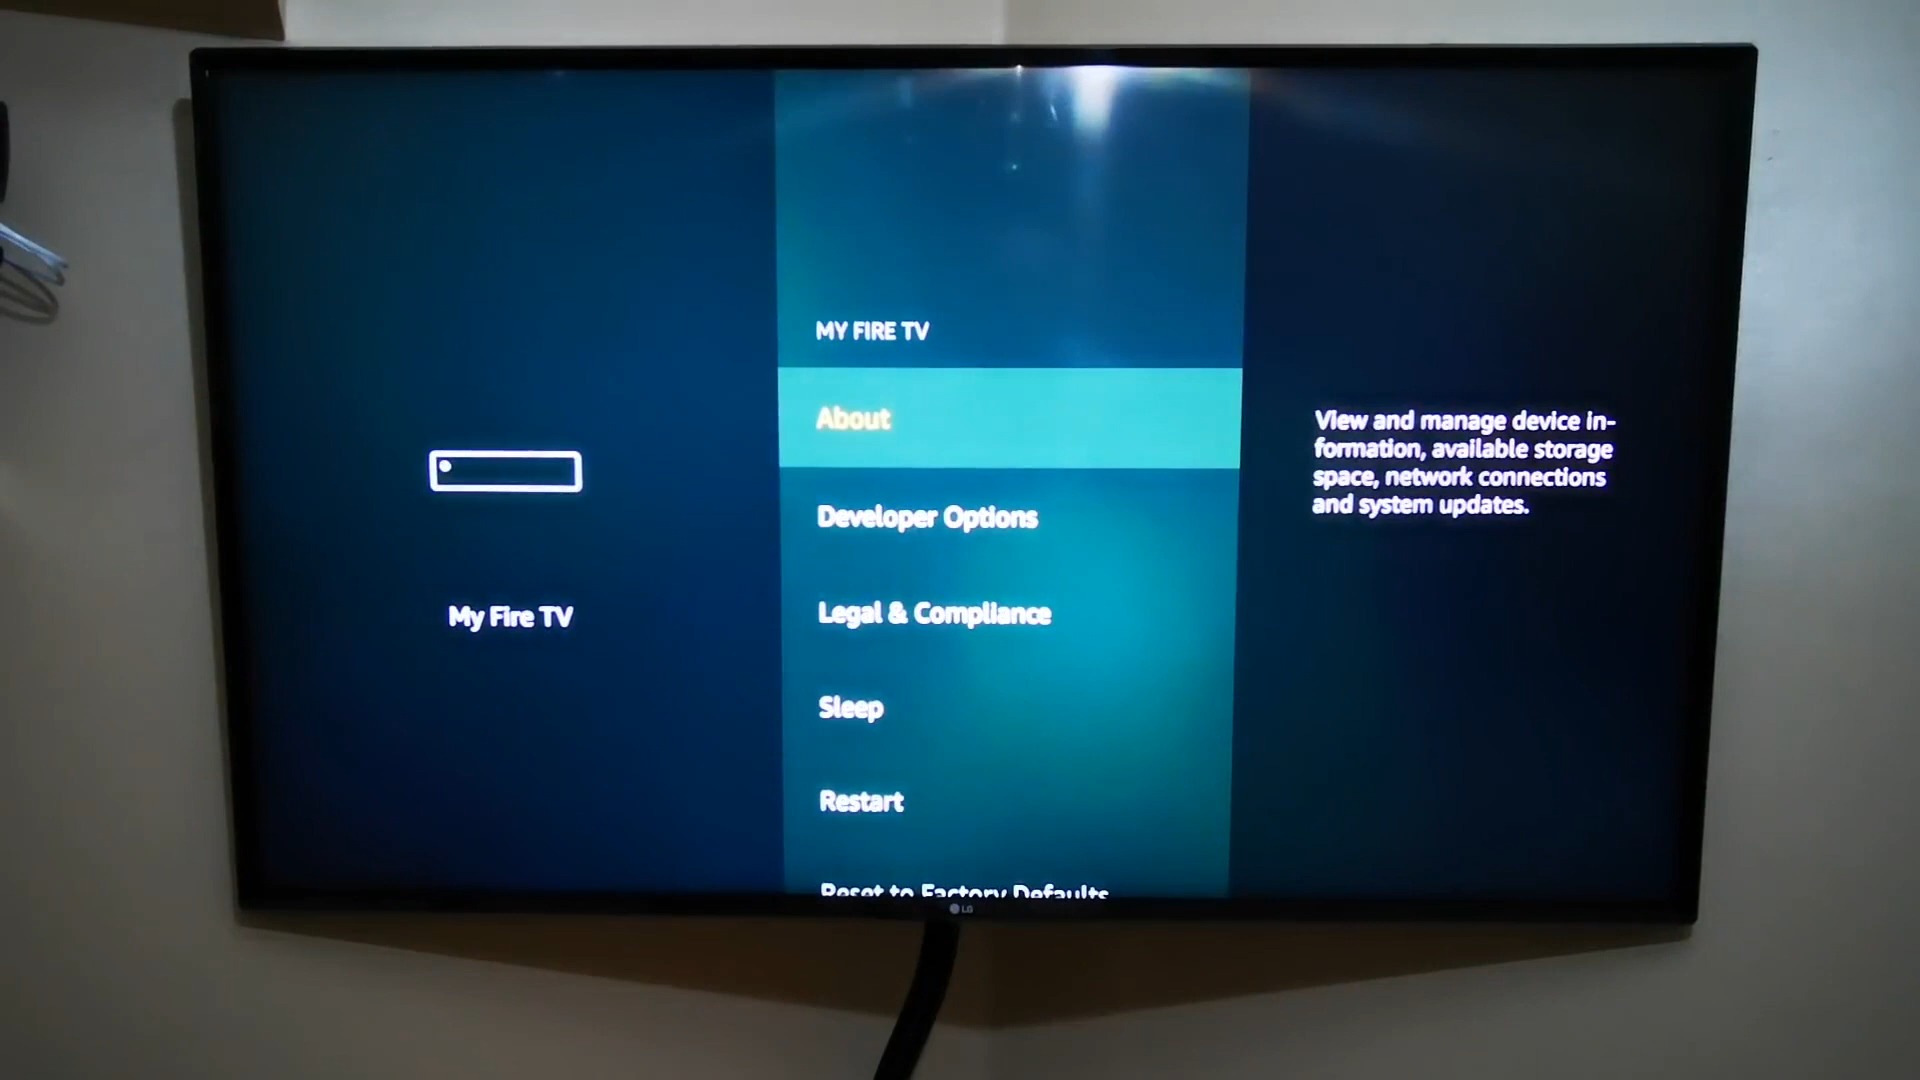 MY FIRE TV
About
Developer Options
Legal & Compliance
Sleep
Restart
Reset to Factory Defaults
My Fire TV
View and manage device in-
formation, available storage
space, network connections
and system updates.
LG